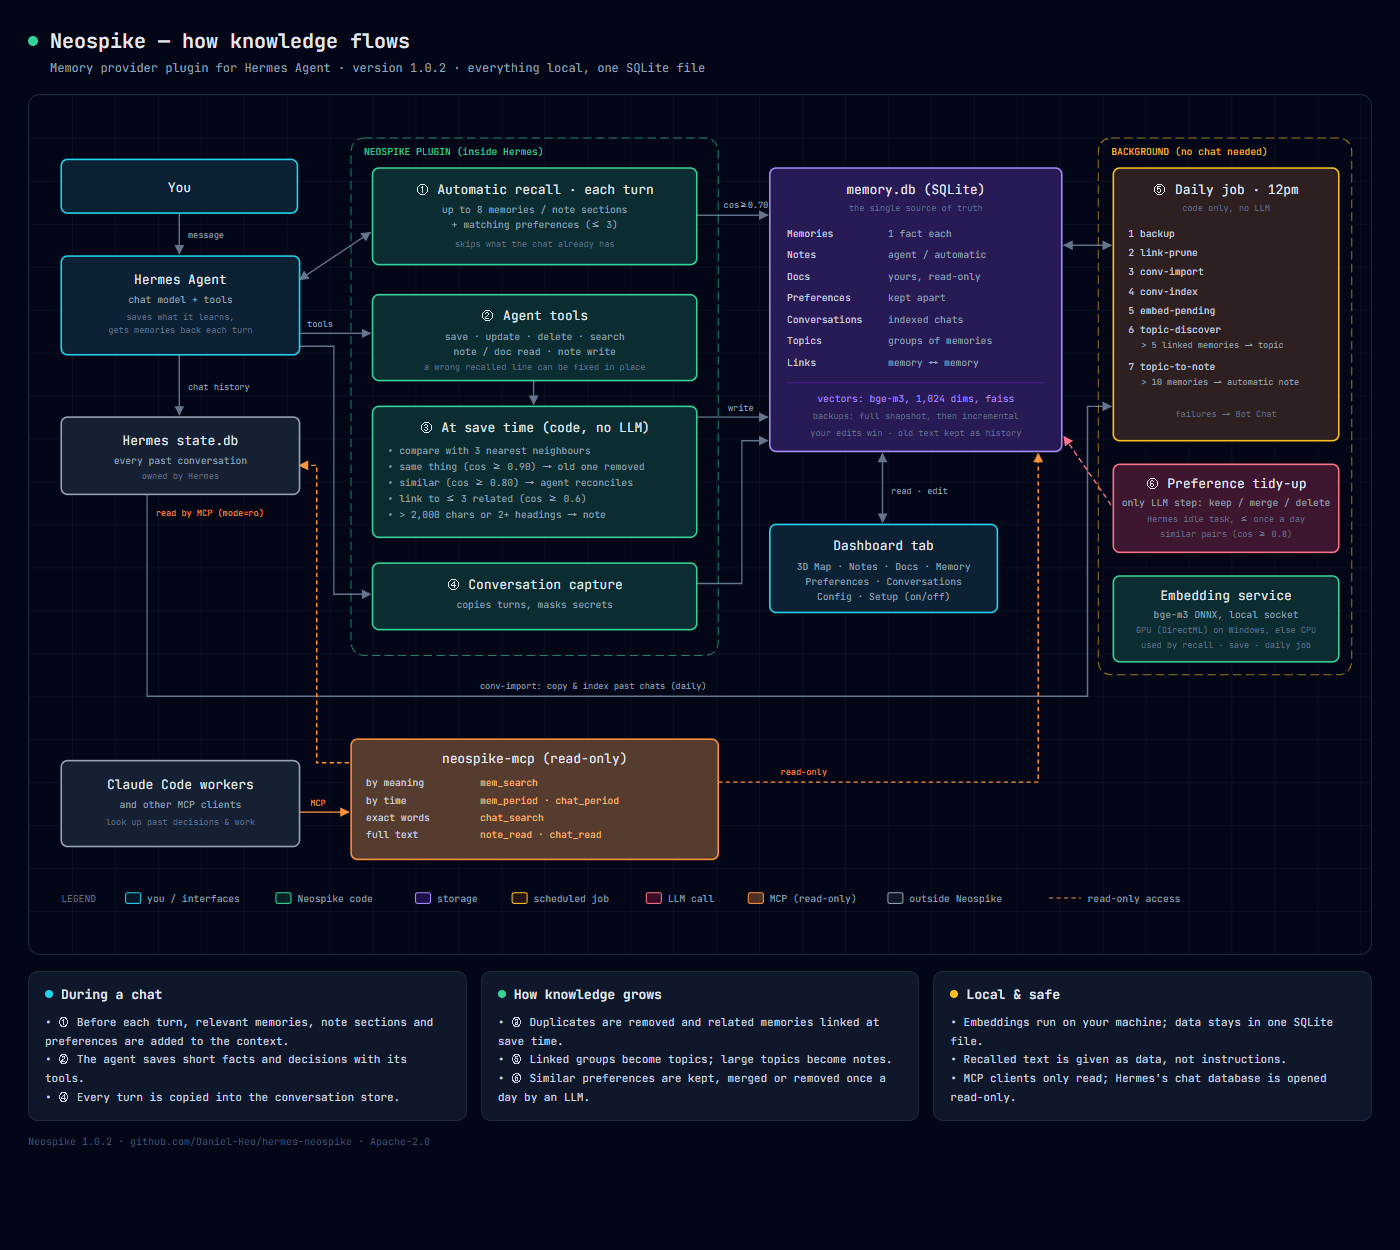 Neospike — how knowledge flows
Memory provider plugin for Hermes Agent · version 1.0.2 · everything local, one SQLite file
You
message
Hermes Agent
chat model + tools
saves what it learns,
gets memories back each turn
tools
chat history
Hermes state.db
every past conversation
owned by Hermes
read by MCP (mode=ro)
NEOSPIKE PLUGIN (inside Hermes)
① Automatic recall · each turn
up to 8 memories / note sections
+ matching preferences (≤ 3)
skips what the chat already has
cos≥0.70
② Agent tools
save · update · delete · search
note / doc read · note write
a wrong recalled line can be fixed in place
③ At save time (code, no LLM)
• compare with 3 nearest neighbours
• same thing (cos ≥ 0.90) → old one removed
• similar (cos ≥ 0.80) → agent reconciles
• link to ≤ 3 related (cos ≥ 0.6)
• > 2,000 chars or 2+ headings → note
write
④ Conversation capture
copies turns, masks secrets
memory.db (SQLite)
the single source of truth
Memories 1 fact each
Notes agent / automatic
Docs yours, read-only
Preferences kept apart
Conversations indexed chats
Topics groups of memories
Links memory ↔ memory
vectors: bge-m3, 1,024 dims, faiss
backups: full snapshot, then incremental
your edits win · old text kept as history
read · edit
Dashboard tab
3D Map · Notes · Docs · Memory
Preferences · Conversations
Config · Setup (on/off)
BACKGROUND (no chat needed)
⑤ Daily job · 12pm
code only, no LLM
1 backup
2 link-prune
3 conv-import
4 conv-index
5 embed-pending
6 topic-discover
> 5 linked memories → topic
7 topic-to-note
> 10 memories → automatic note
failures → Bot Chat
⑥ Preference tidy-up
only LLM step: keep / merge / delete
Hermes idle task, ≤ once a day
similar pairs (cos ≥ 0.8)
Embedding service
bge-m3 ONNX, local socket
GPU (DirectML) on Windows, else CPU
used by recall · save · daily job
conv-import: copy & index past chats (daily)
Claude Code workers
and other MCP clients
look up past decisions & work
MCP
neospike-mcp (read-only)
by meaning mem_search
by time mem_period · chat_period
exact words chat_search
full text note_read · chat_read
read-only
LEGEND you / interfaces Neospike code storage scheduled job LLM call MCP (read-only) outside Neospike read-only access
During a chat
• ① Before each turn, relevant memories, note sections and
preferences are added to the context.
• ② The agent saves short facts and decisions with its
tools.
• ④ Every turn is copied into the conversation store.
How knowledge grows
• ③ Duplicates are removed and related memories linked at
save time.
• ⑤ Linked groups become topics; large topics become notes.
• ⑥ Similar preferences are kept, merged or removed once a
day by an LLM.
Local & safe
• Embeddings run on your machine; data stays in one SQLite
file.
• Recalled text is given as data, not instructions.
• MCP clients only read; Hermes's chat database is opened
read-only.
Neospike 1.0.2 · github.com/Daniel-Heo/hermes-neospike · Apache-2.0